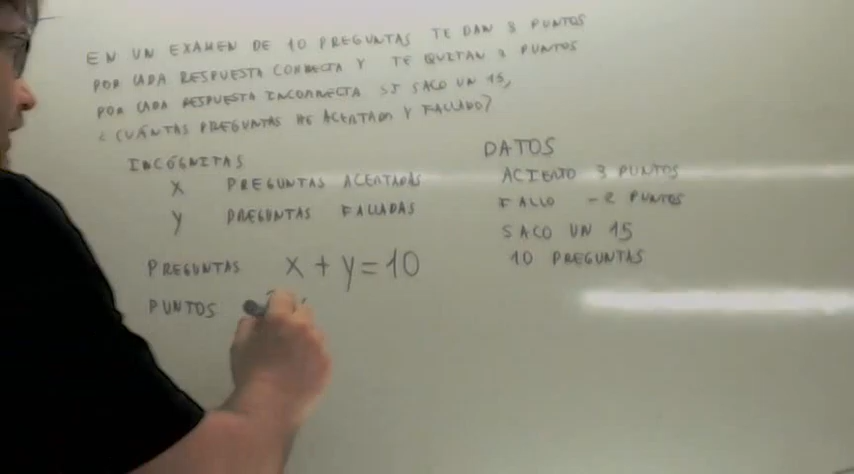 EN UN EXAMEN DE 10 PREGUNTAS TE DAN 3 PUNTOS
POR CADA RESPUESTA CORRECTA Y TE QUITAN 2 PUNTOS
POR CADA RESPUESTA INCORRECTA SI SACO UN 15,
¿CUÁNTAS PREGUNTAS HE ACERTADO Y FALLADO?
INCÓGNITAS
X PREGUNTAS ACERTADAS
Y PREGUNTAS FALLADAS
PREGUNTAS X + Y = 10
PUNTOS
DATOS
ACIERTO 3 PUNTOS
FALLO -2 PUNTOS
SACO UN 15
10 PREGUNTAS